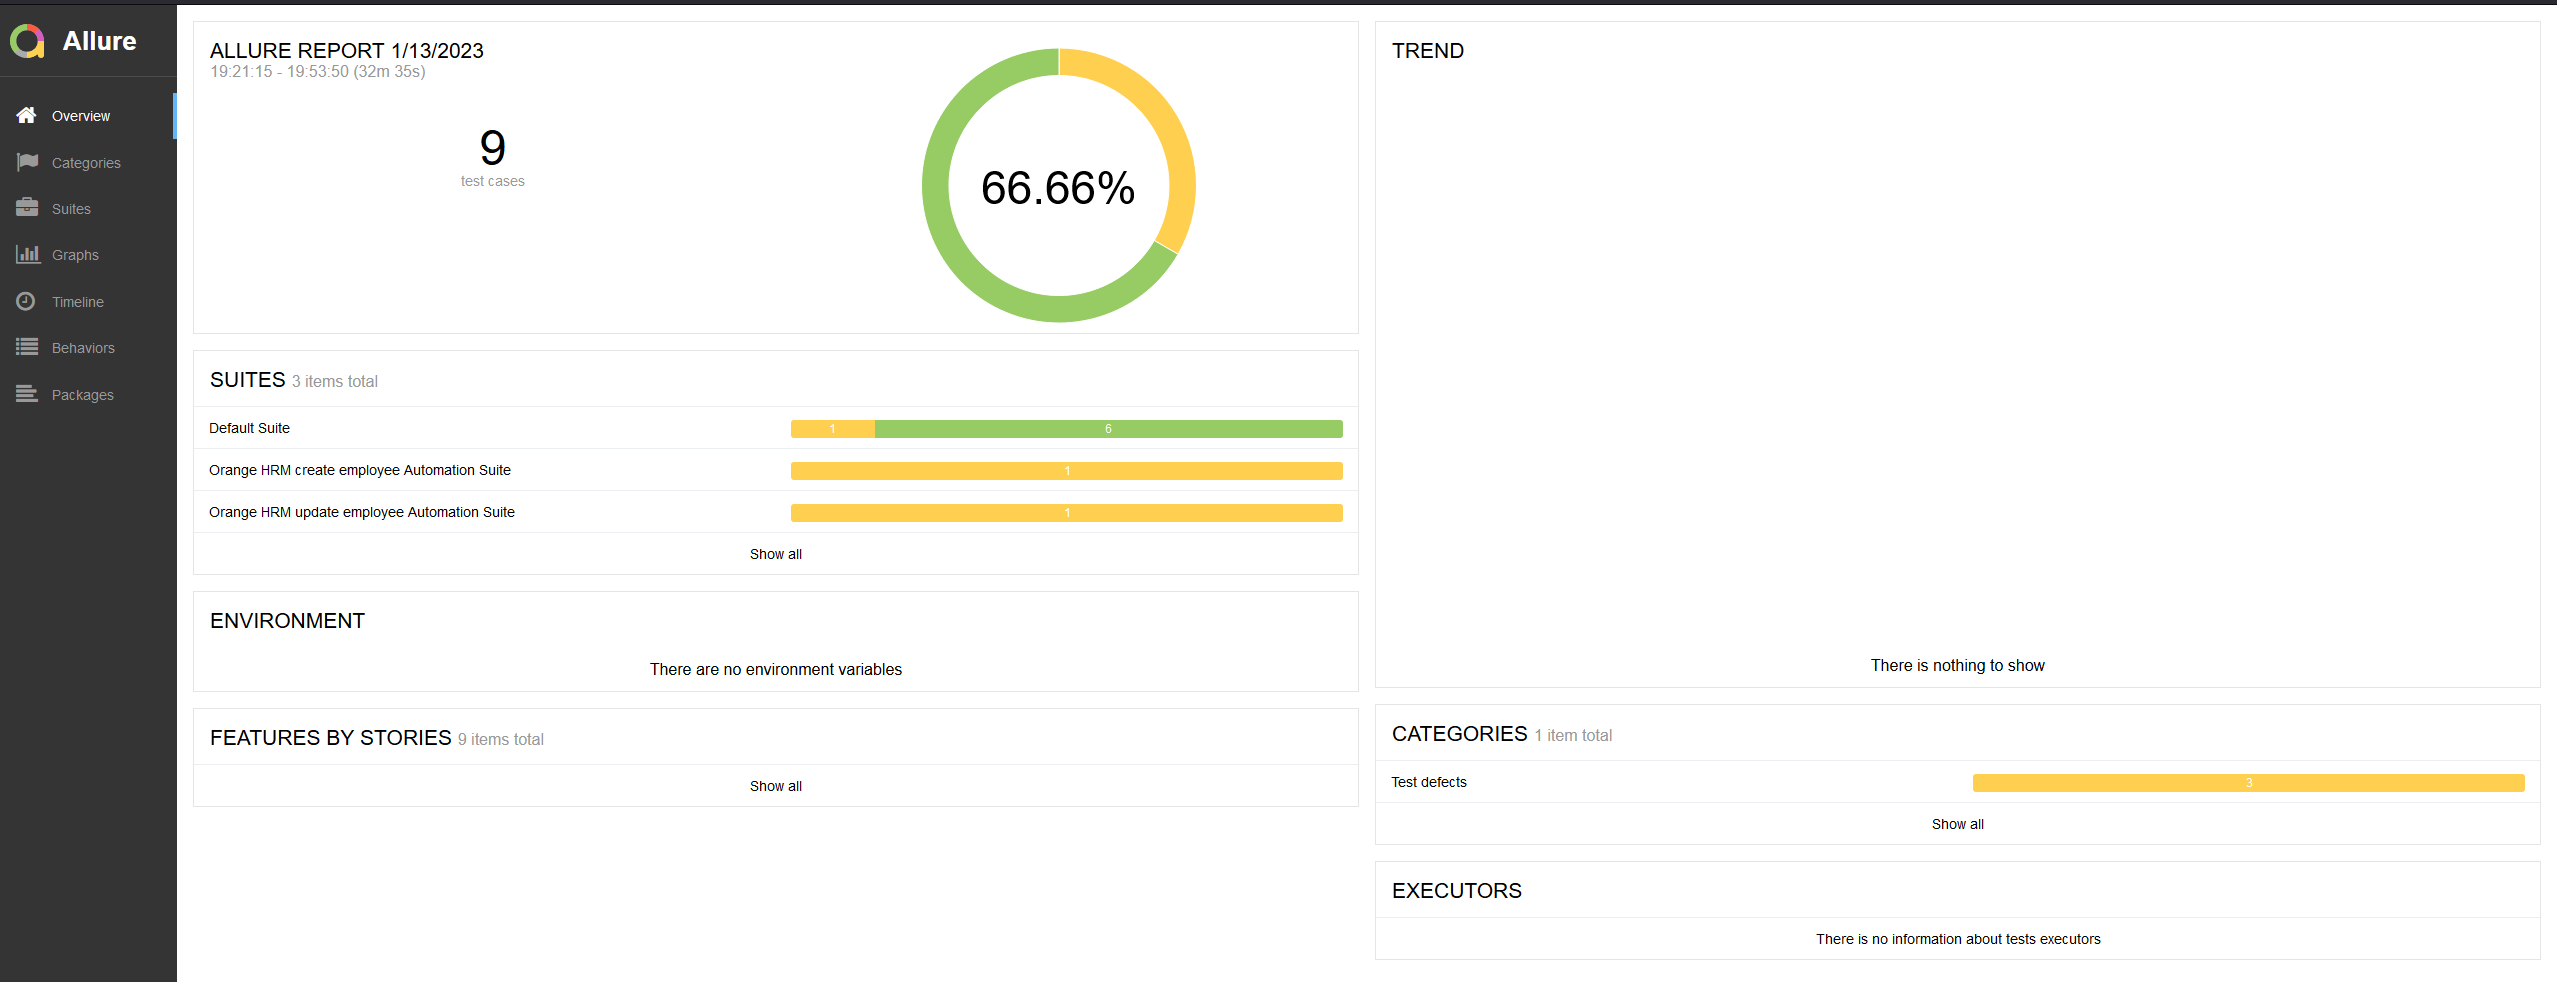 Allure
Overview
Categories
Suites
Graphs
Timeline
Behaviors
Packages
ALLURE REPORT 1/13/2023
19:21:15 - 19:53:50 (32m 35s)
9
test cases
66.66%
SUITES 3 items total
Default Suite 1 6
Orange HRM create employee Automation Suite 1
Orange HRM update employee Automation Suite 1
Show all
ENVIRONMENT
There are no environment variables
FEATURES BY STORIES 9 items total
Show all
TREND
There is nothing to show
CATEGORIES 1 item total
Test defects 3
Show all
EXECUTORS
There is no information about tests executors